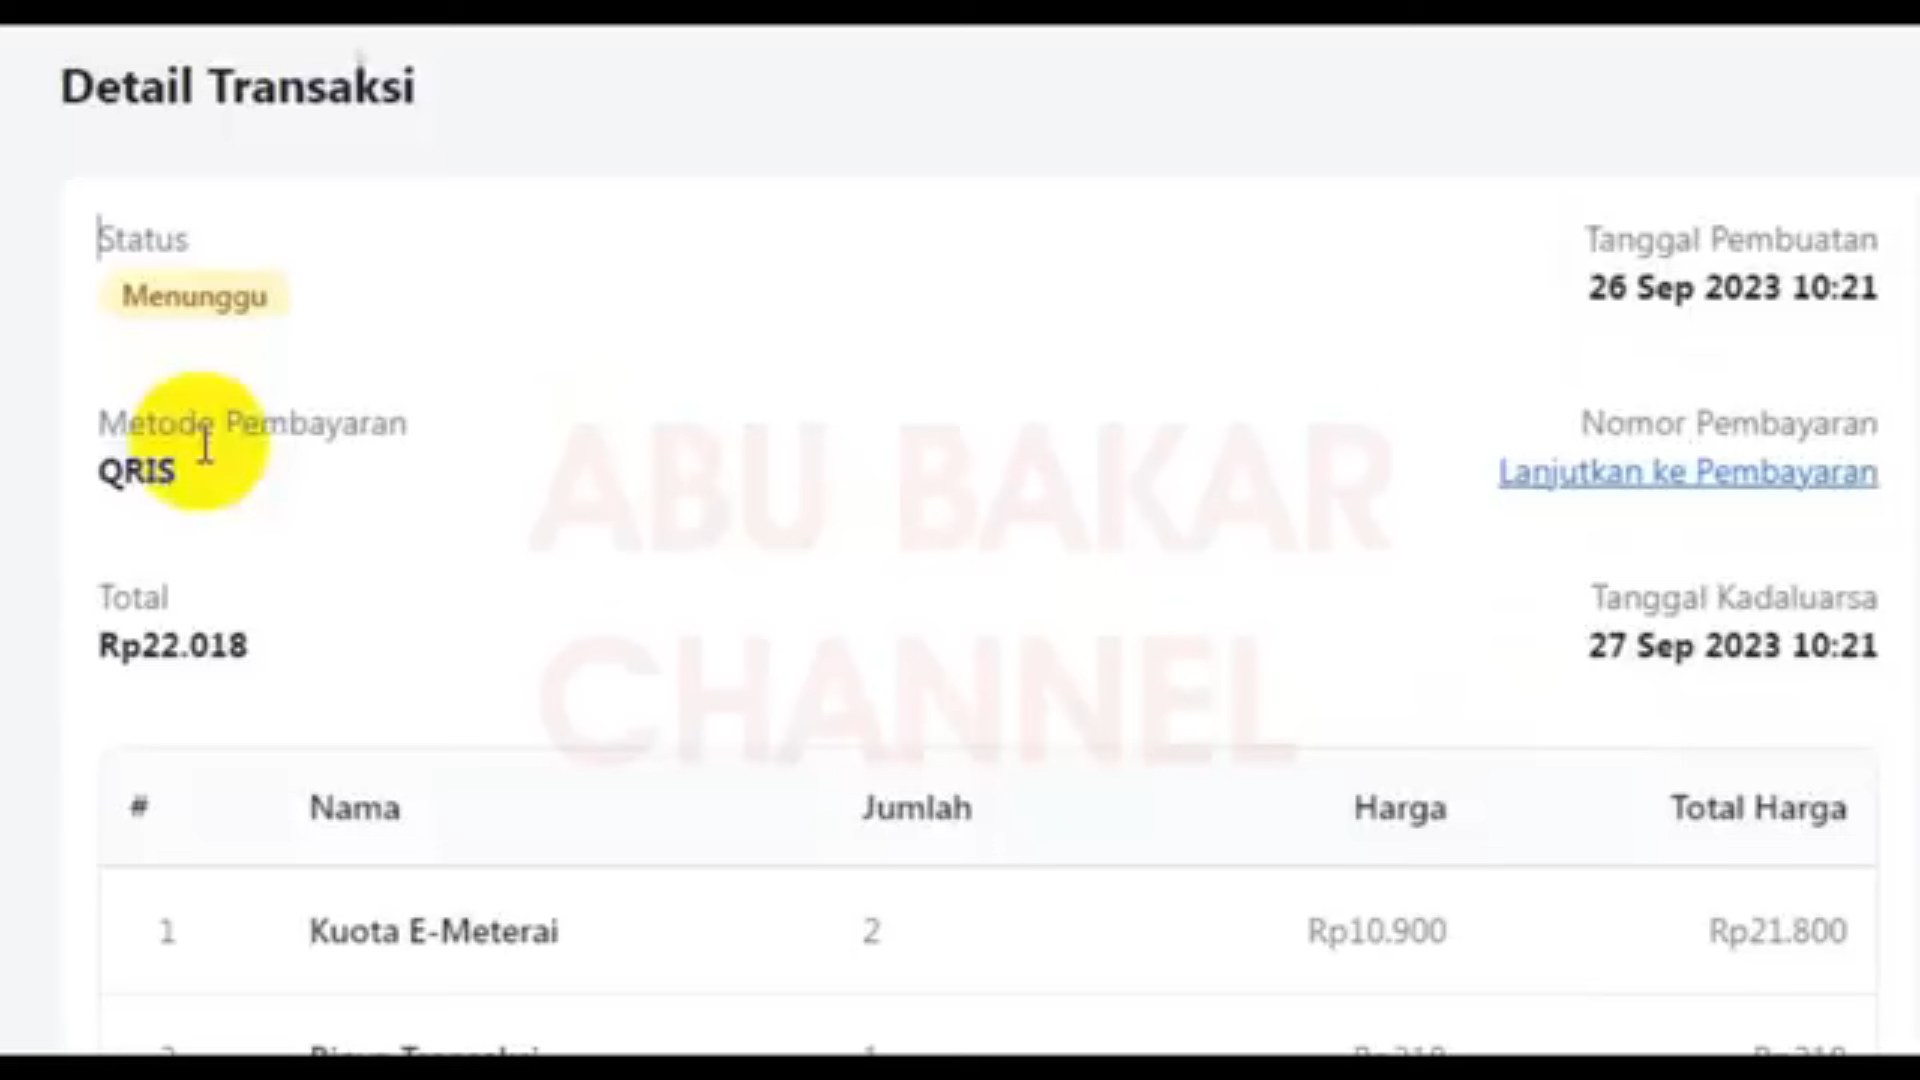 Detail Transaksi
Status
Tanggal Pembuatan
Menunggu
26 Sep 2023 10:21
Metode Pembayaran
Nomor Pembayaran
QRIS
Lanjutkan ke Pembayaran
ABU BAKAR
CHANNEL
Total
Tanggal Kadaluarsa
Rp22.018
27 Sep 2023 10:21
# Nama Jumlah Harga Total Harga
1 Kuota E-Meterai 2 Rp10.900 Rp21.800